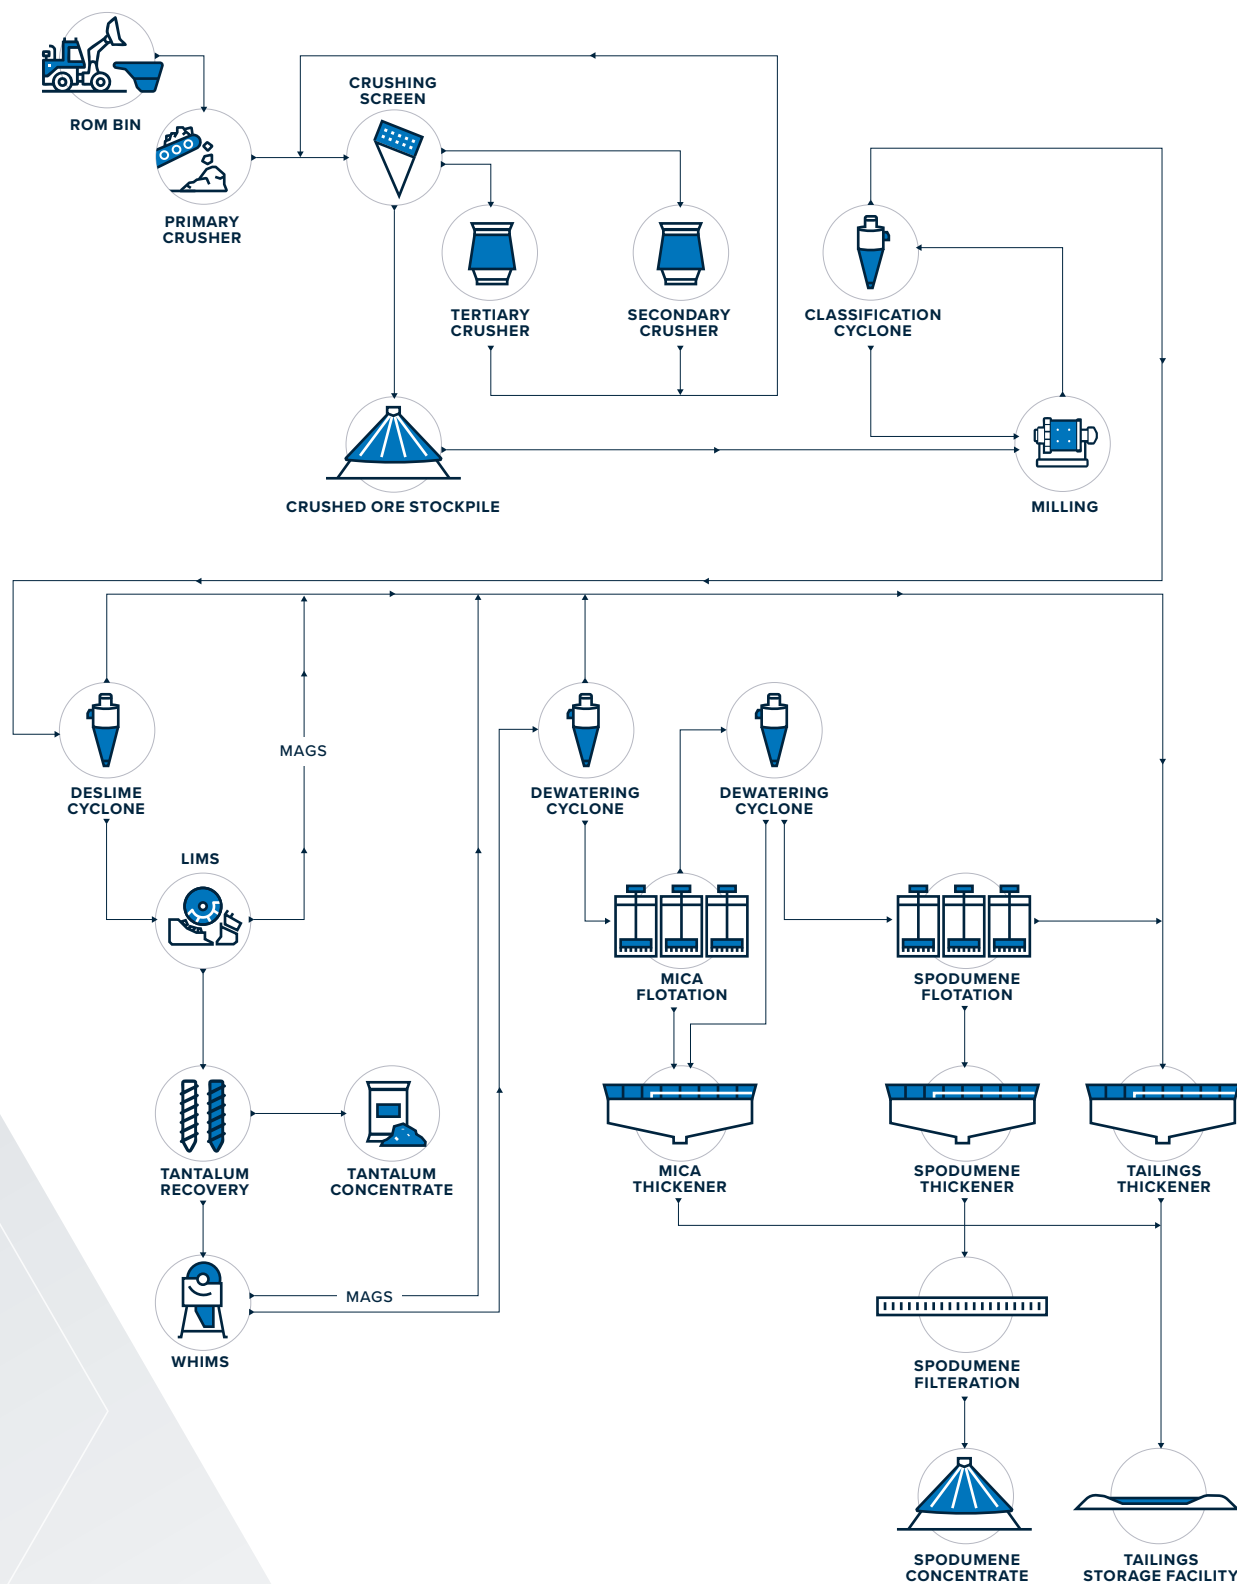 ROM BIN
CRUSHING
SCREEN
PRIMARY
CRUSHER
TERTIARY
CRUSHER
SECONDARY
CRUSHER
CLASSIFICATION
CYCLONE
CRUSHED ORE STOCKPILE
MILLING
MAGS
DESLIME
CYCLONE
DEWATERING
CYCLONE
DEWATERING
CYCLONE
LIMS
MICA
FLOTATION
SPODUMENE
FLOTATION
TANTALUM
RECOVERY
TANTALUM
CONCENTRATE
MICA
THICKENER
SPODUMENE
THICKENER
TAILINGS
THICKENER
MAGS
WHIMS
SPODUMENE
FILTERATION
SPODUMENE
CONCENTRATE
TAILINGS
STORAGE FACILITY